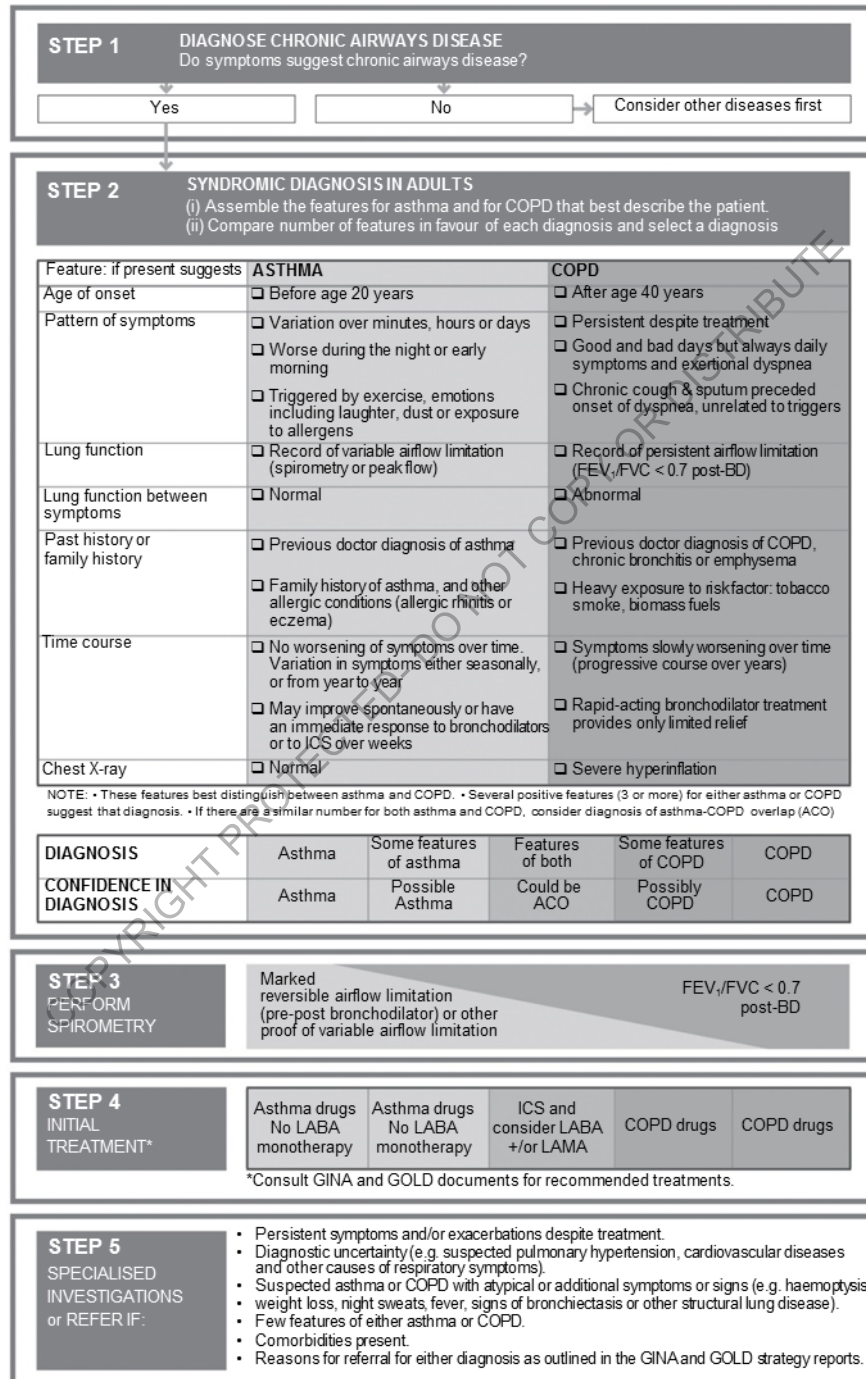 STEP 1
DIAGNOSE CHRONIC AIRWAYS DISEASE
Do symptoms suggest chronic airways disease?
Yes
No
Consider other diseases first
STEP 2
SYNDROMIC DIAGNOSIS IN ADULTS
(i) Assemble the features for asthma and for COPD that best describe the patient.
(ii) Compare number of features in favour of each diagnosis and select a diagnosis
Feature: if present suggests
ASTHMA
COPD
Age of onset
❑ Before age 20 years
❑ After age 40 years
Pattern of symptoms
❑ Variation over minutes, hours or days
❑ Worse during the night or early
morning
❑ Triggered by exercise, emotions
including laughter, dust or exposure
to allergens
❑ Persistent despite treatment
❑ Good and bad days but always daily
symptoms and exertional dyspnea
❑ Chronic cough & sputum preceded
onset of dyspnea, unrelated to triggers
Lung function
❑ Record of variable airflow limitation
(spirometry or peak flow)
❑ Record of persistent airflow limitation
(FEV₁/FVC < 0.7 post-BD)
Lung function between
symptoms
❑ Normal
❑ Abnormal
Past history or
family history
❑ Previous doctor diagnosis of asthma
❑ Family history of asthma, and other
allergic conditions (allergic rhinitis or
eczema)
❑ Previous doctor diagnosis of COPD,
chronic bronchitis or emphysema
❑ Heavy exposure to risk factor: tobacco
smoke, biomass fuels
Time course
❑ No worsening of symptoms over time.
Variation in symptoms either seasonally,
or from year to year
❑ May improve spontaneously or have
an immediate response to bronchodilators
or to ICS over weeks
❑ Symptoms slowly worsening over time
(progressive course over years)
❑ Rapid-acting bronchodilator treatment
provides only limited relief
Chest X-ray
❑ Normal
❑ Severe hyperinflation
NOTE: • These features best distinguish between asthma and COPD. • Several positive features (3 or more) for either asthma or COPD
suggest that diagnosis. • If there are a similar number for both asthma and COPD, consider diagnosis of asthma-COPD overlap (ACO)
DIAGNOSIS
Asthma
Some features
of asthma
Features
of both
Some features
of COPD
COPD
CONFIDENCE IN
DIAGNOSIS
Asthma
Possible
Asthma
Could be
ACO
Possibly
COPD
COPD
STEP 3
PERFORM
SPIROMETRY
Marked
reversible airflow limitation
(pre-post bronchodilator) or other
proof of variable airflow limitation
FEV₁/FVC < 0.7
post-BD
STEP 4
INITIAL
TREATMENT*
Asthma drugs
No LABA
monotherapy
Asthma drugs
No LABA
monotherapy
ICS and
consider LABA
+/or LAMA
COPD drugs
COPD drugs
*Consult GINA and GOLD documents for recommended treatments.
STEP 5
SPECIALISED
INVESTIGATIONS
or REFER IF:
• Persistent symptoms and/or exacerbations despite treatment.
• Diagnostic uncertainty (e.g. suspected pulmonary hypertension, cardiovascular diseases
and other causes of respiratory symptoms).
• Suspected asthma or COPD with atypical or additional symptoms or signs (e.g. haemoptysis
• weight loss, night sweats, fever, signs of bronchiectasis or other structural lung disease).
• Few features of either asthma or COPD.
• Comorbidities present.
• Reasons for referral for either diagnosis as outlined in the GINA and GOLD strategy reports.
COPYRIGHT PROTECTED- DO NOT COPY OR DISTRIBUTE